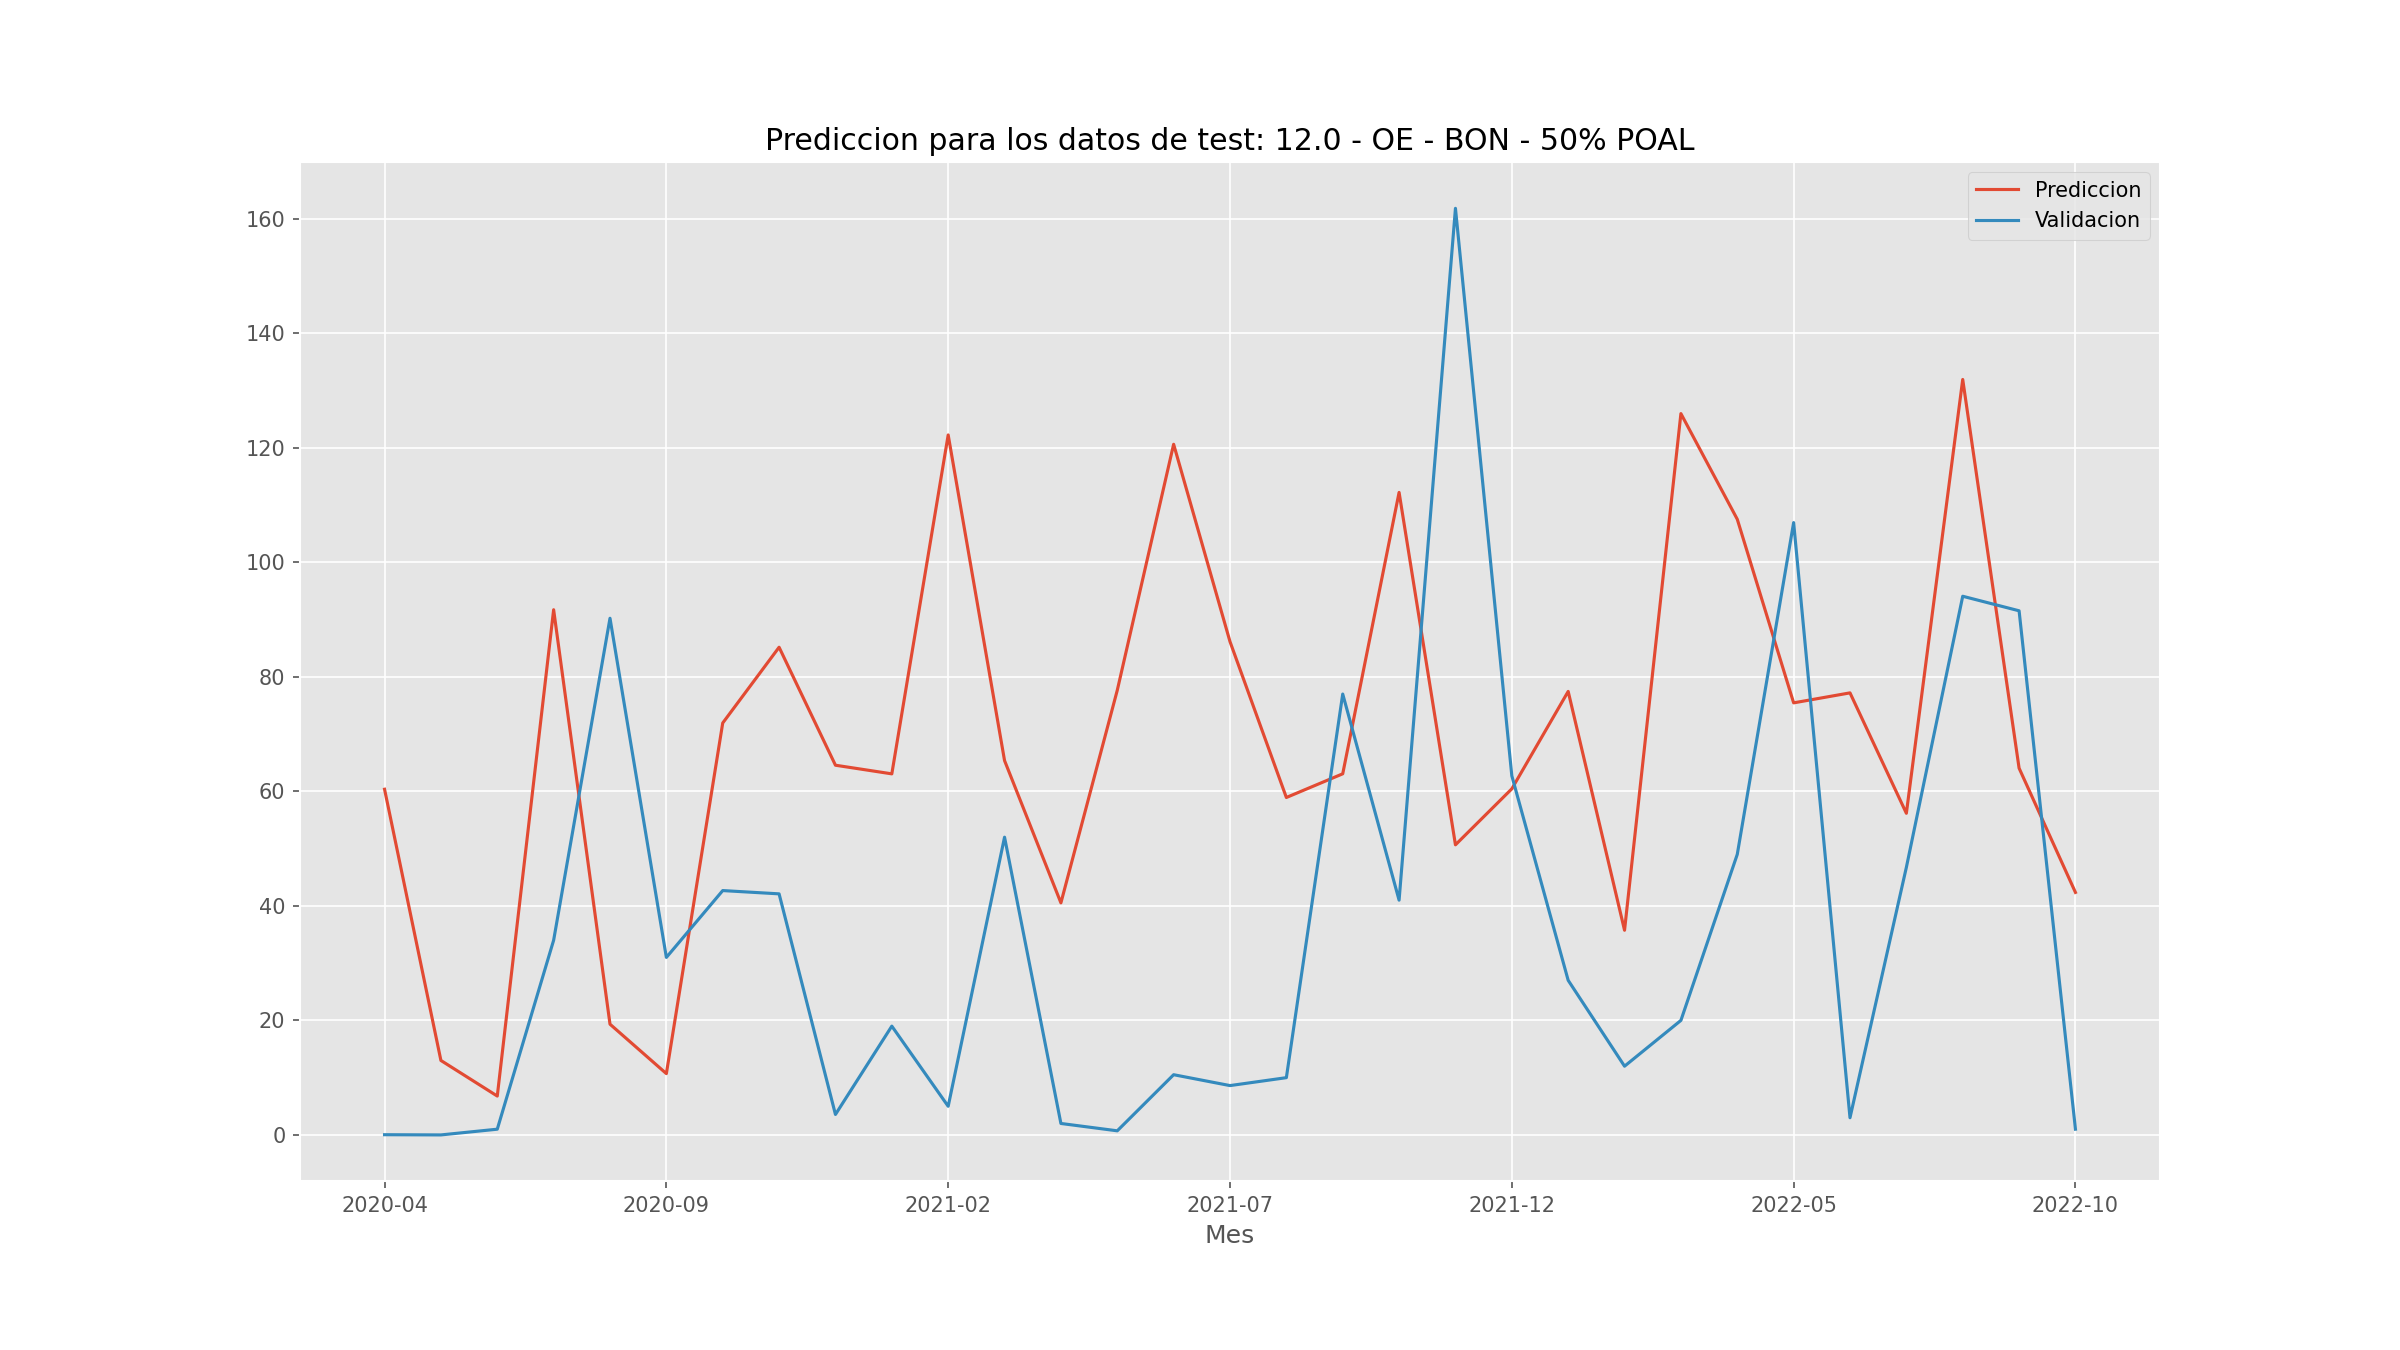 Prediccion para los datos de test: 12.0 - OE - BON - 50% POAL
Prediccion
Validacion
160
140
120
100
80
60
40
20
0
2020-04 2020-09 2021-02 2021-07 2021-12 2022-05 2022-10
Mes